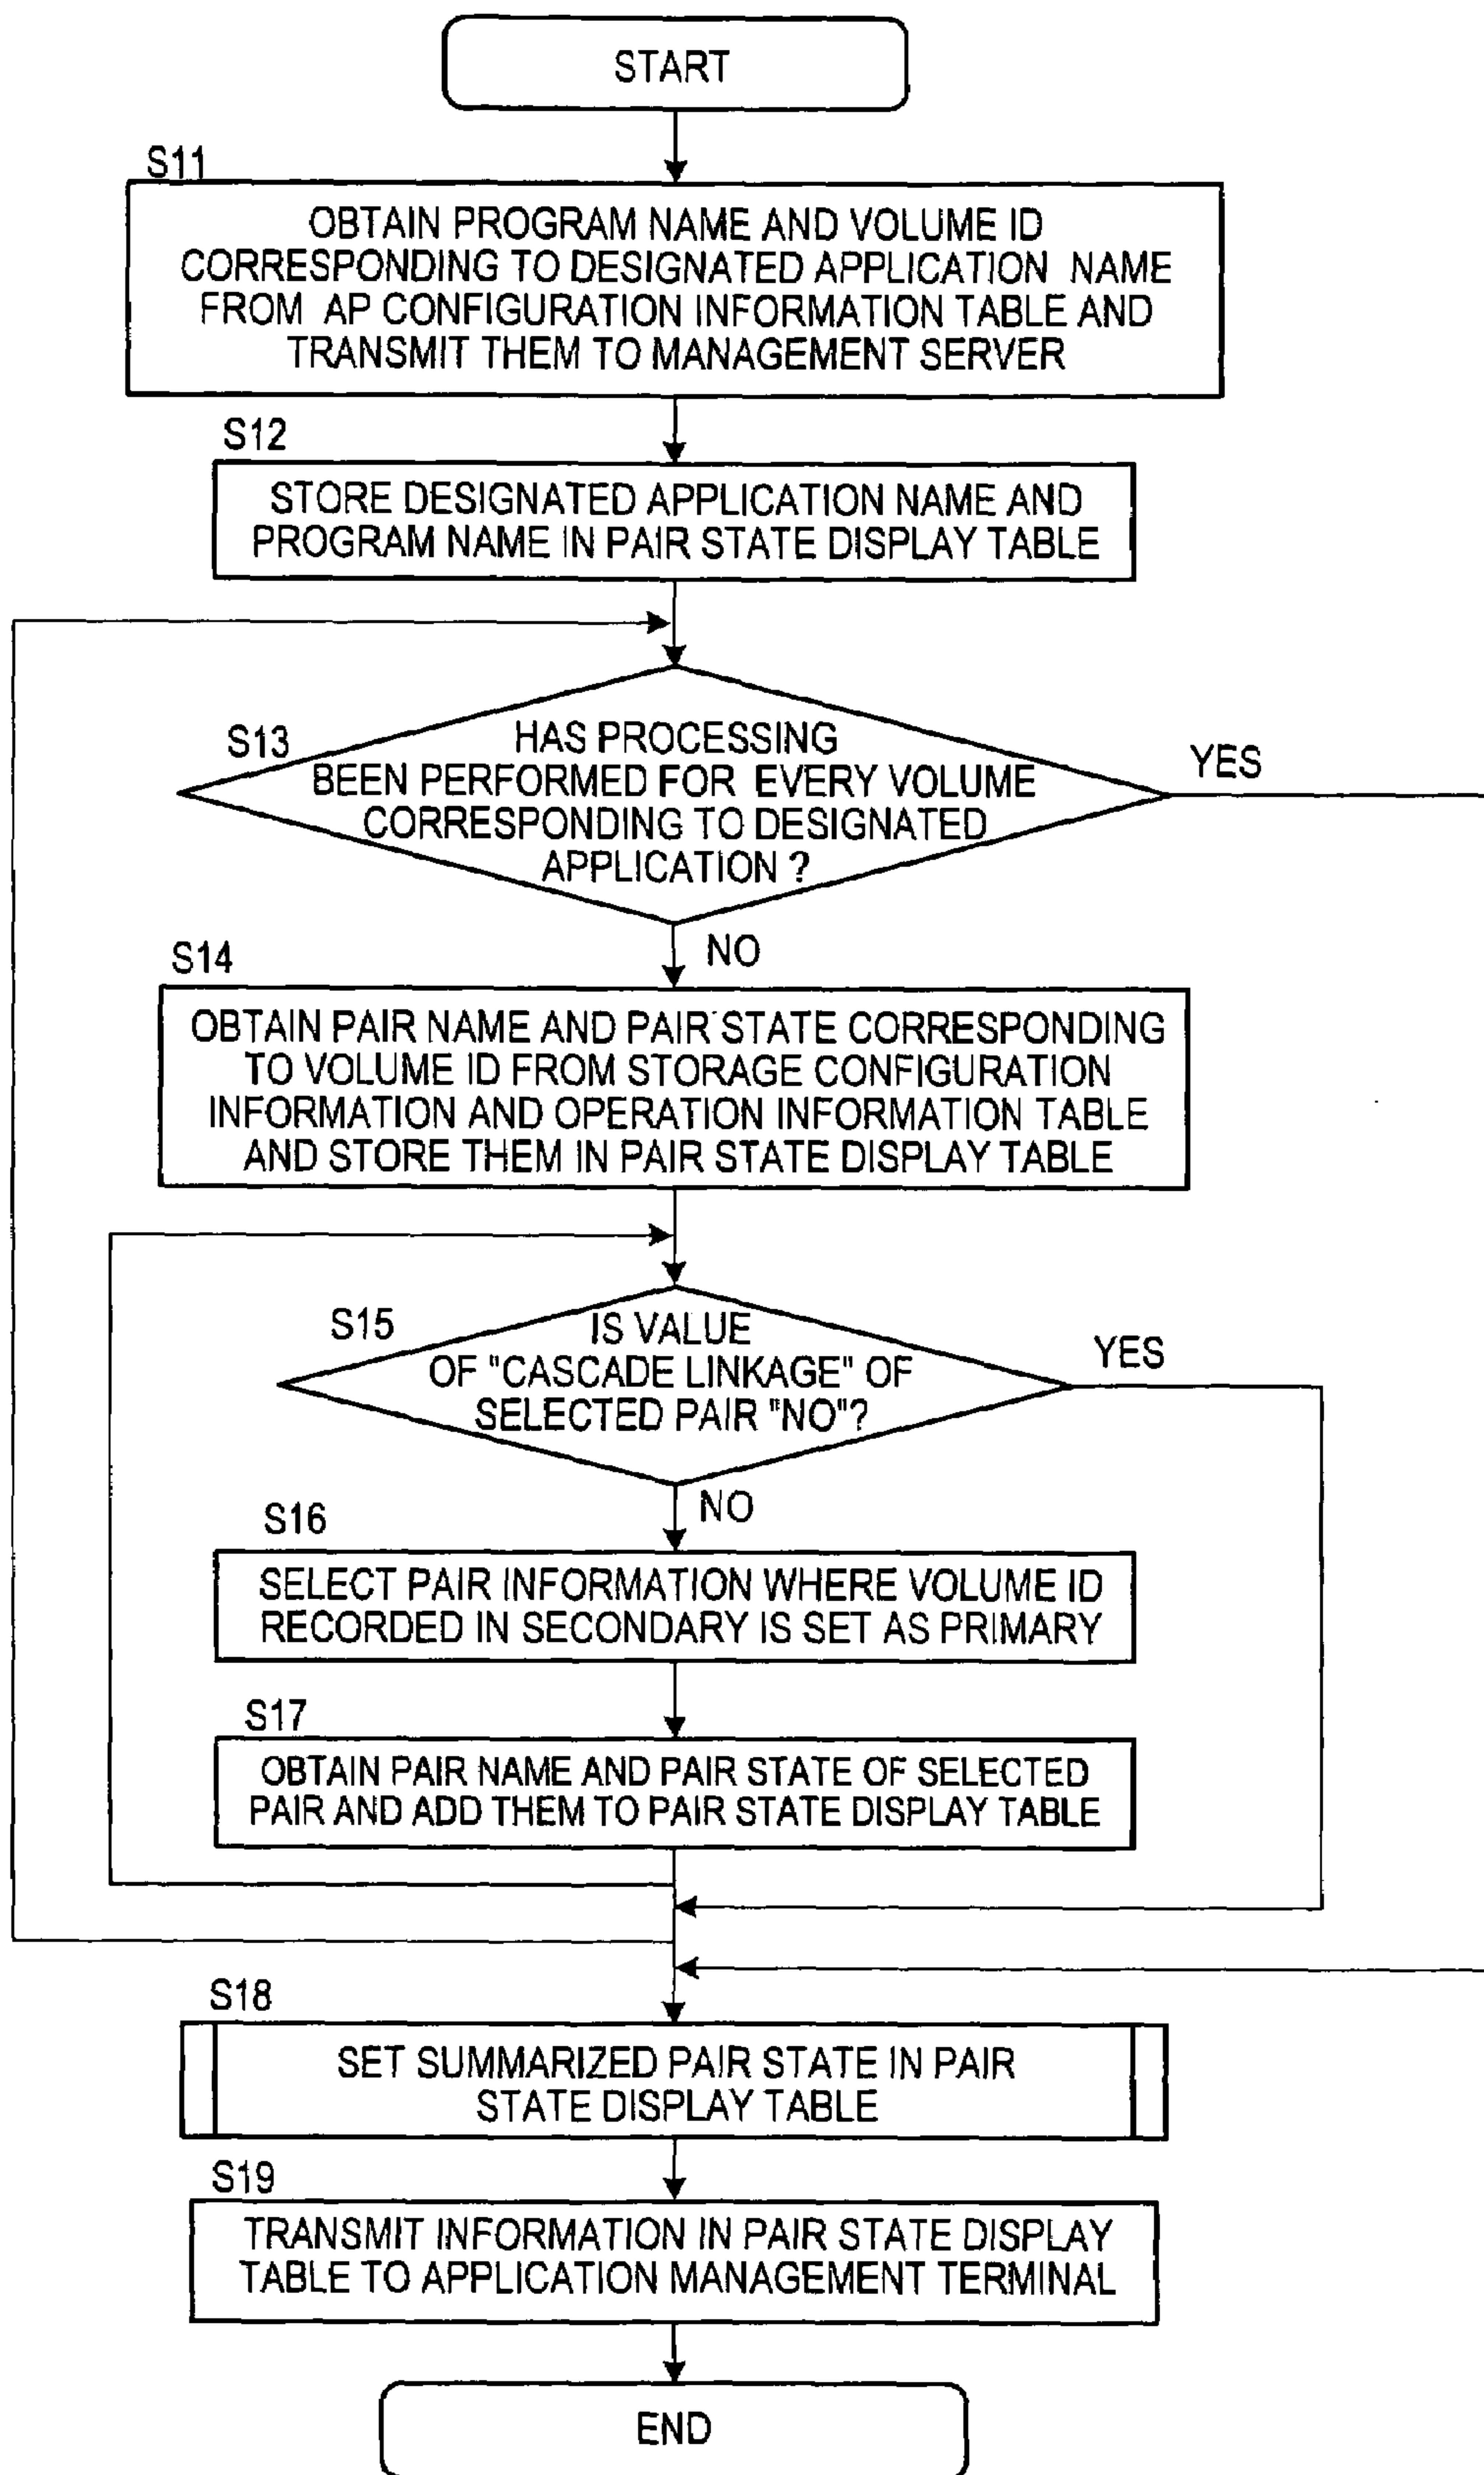 START
S11
OBTAIN PROGRAM NAME AND VOLUME ID
CORRESPONDING TO DESIGNATED APPLICATION NAME
FROM AP CONFIGURATION INFORMATION TABLE AND
TRANSMIT THEM TO MANAGEMENT SERVER
S12
STORE DESIGNATED APPLICATION NAME AND
PROGRAM NAME IN PAIR STATE DISPLAY TABLE
S13
HAS PROCESSING
BEEN PERFORMED FOR EVERY VOLUME
CORRESPONDING TO DESIGNATED
APPLICATION ?
YES
NO
S14
OBTAIN PAIR NAME AND PAIR STATE CORRESPONDING
TO VOLUME ID FROM STORAGE CONFIGURATION
INFORMATION AND OPERATION INFORMATION TABLE
AND STORE THEM IN PAIR STATE DISPLAY TABLE
S15
IS VALUE
OF "CASCADE LINKAGE" OF
SELECTED PAIR "NO"?
YES
NO
S16
SELECT PAIR INFORMATION WHERE VOLUME ID
RECORDED IN SECONDARY IS SET AS PRIMARY
S17
OBTAIN PAIR NAME AND PAIR STATE OF SELECTED
PAIR AND ADD THEM TO PAIR STATE DISPLAY TABLE
S18
SET SUMMARIZED PAIR STATE IN PAIR
STATE DISPLAY TABLE
S19
TRANSMIT INFORMATION IN PAIR STATE DISPLAY
TABLE TO APPLICATION MANAGEMENT TERMINAL
END